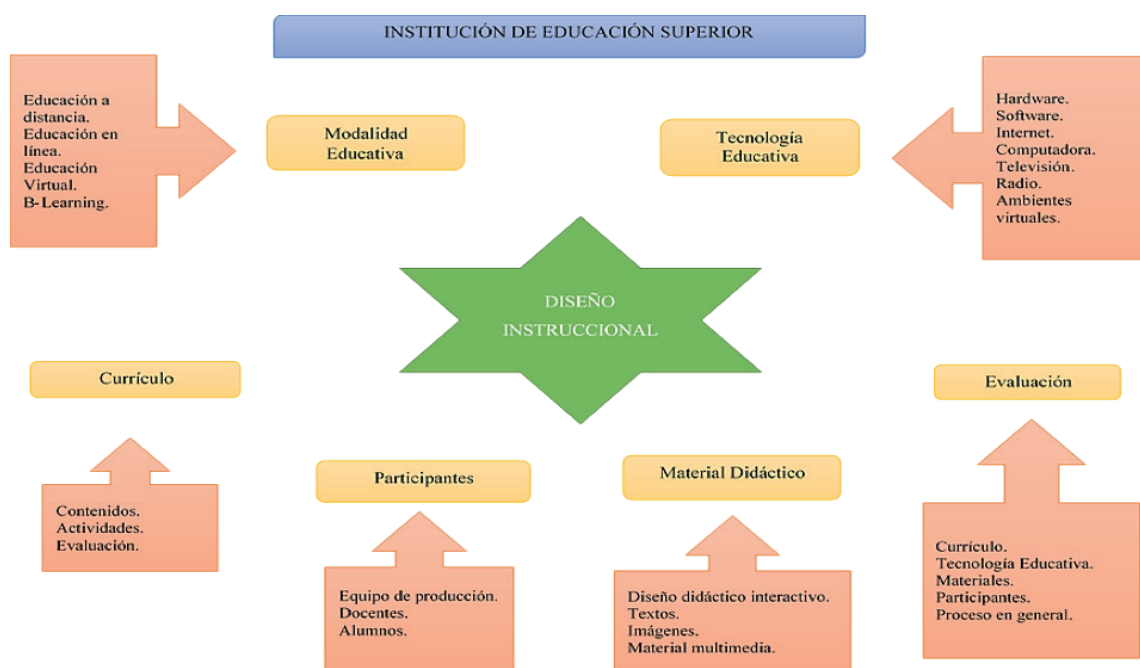 INSTITUCIÓN DE EDUCACIÓN SUPERIOR
Educación a
distancia.
Educación en
línea.
Educación
Virtual.
B-Learning.
Modalidad
Educativa
Tecnología
Educativa
Hardware.
Software.
Internet.
Computadora.
Televisión.
Radio.
Ambientes
virtuales.
DISEÑO
INSTRUCCIONAL
Currículo
Contenidos.
Actividades.
Evaluación.
Participantes
Equipo de producción.
Docentes.
Alumnos.
Material Didáctico
Diseño didáctico interactivo.
Textos.
Imágenes.
Material multimedia.
Evaluación
Currículo.
Tecnología Educativa.
Materiales.
Participantes.
Proceso en general.